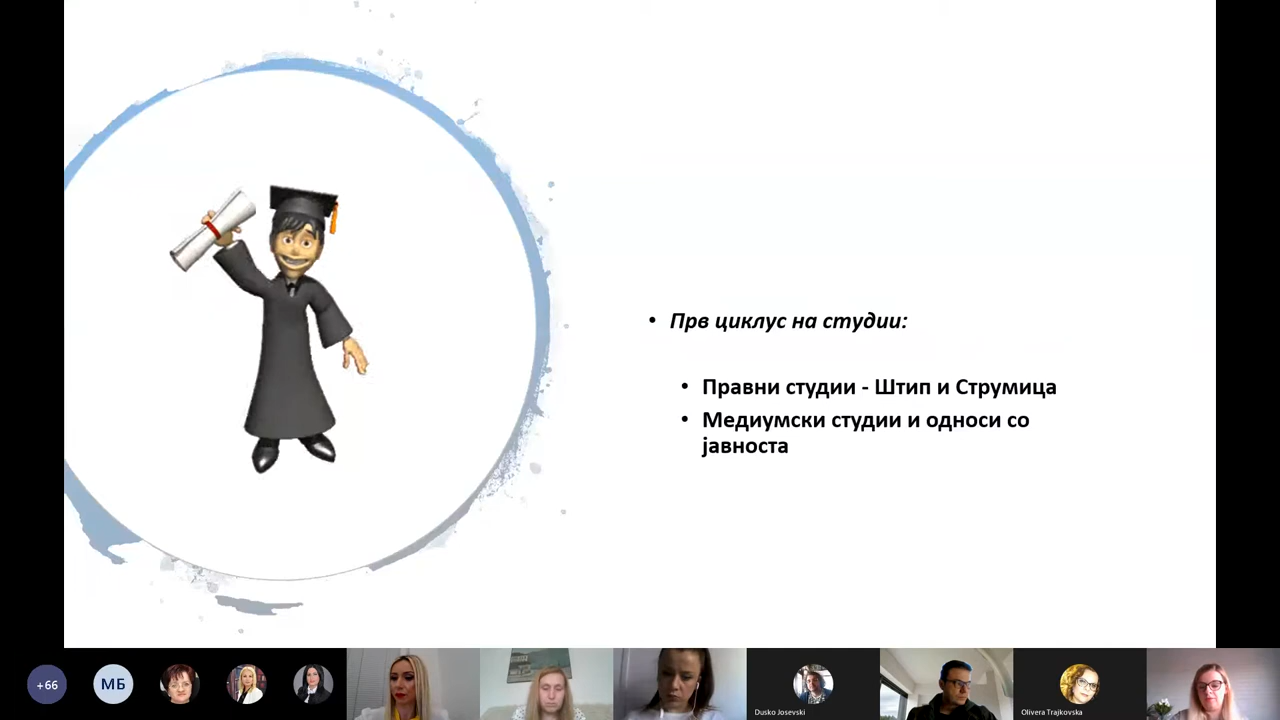 Прв циклус на студии:
Правни студии - Штип и Струмица
Медиумски студии и односи со
јавноста
+66
МБ
Dusko Josevski
Olivera Trajkovska